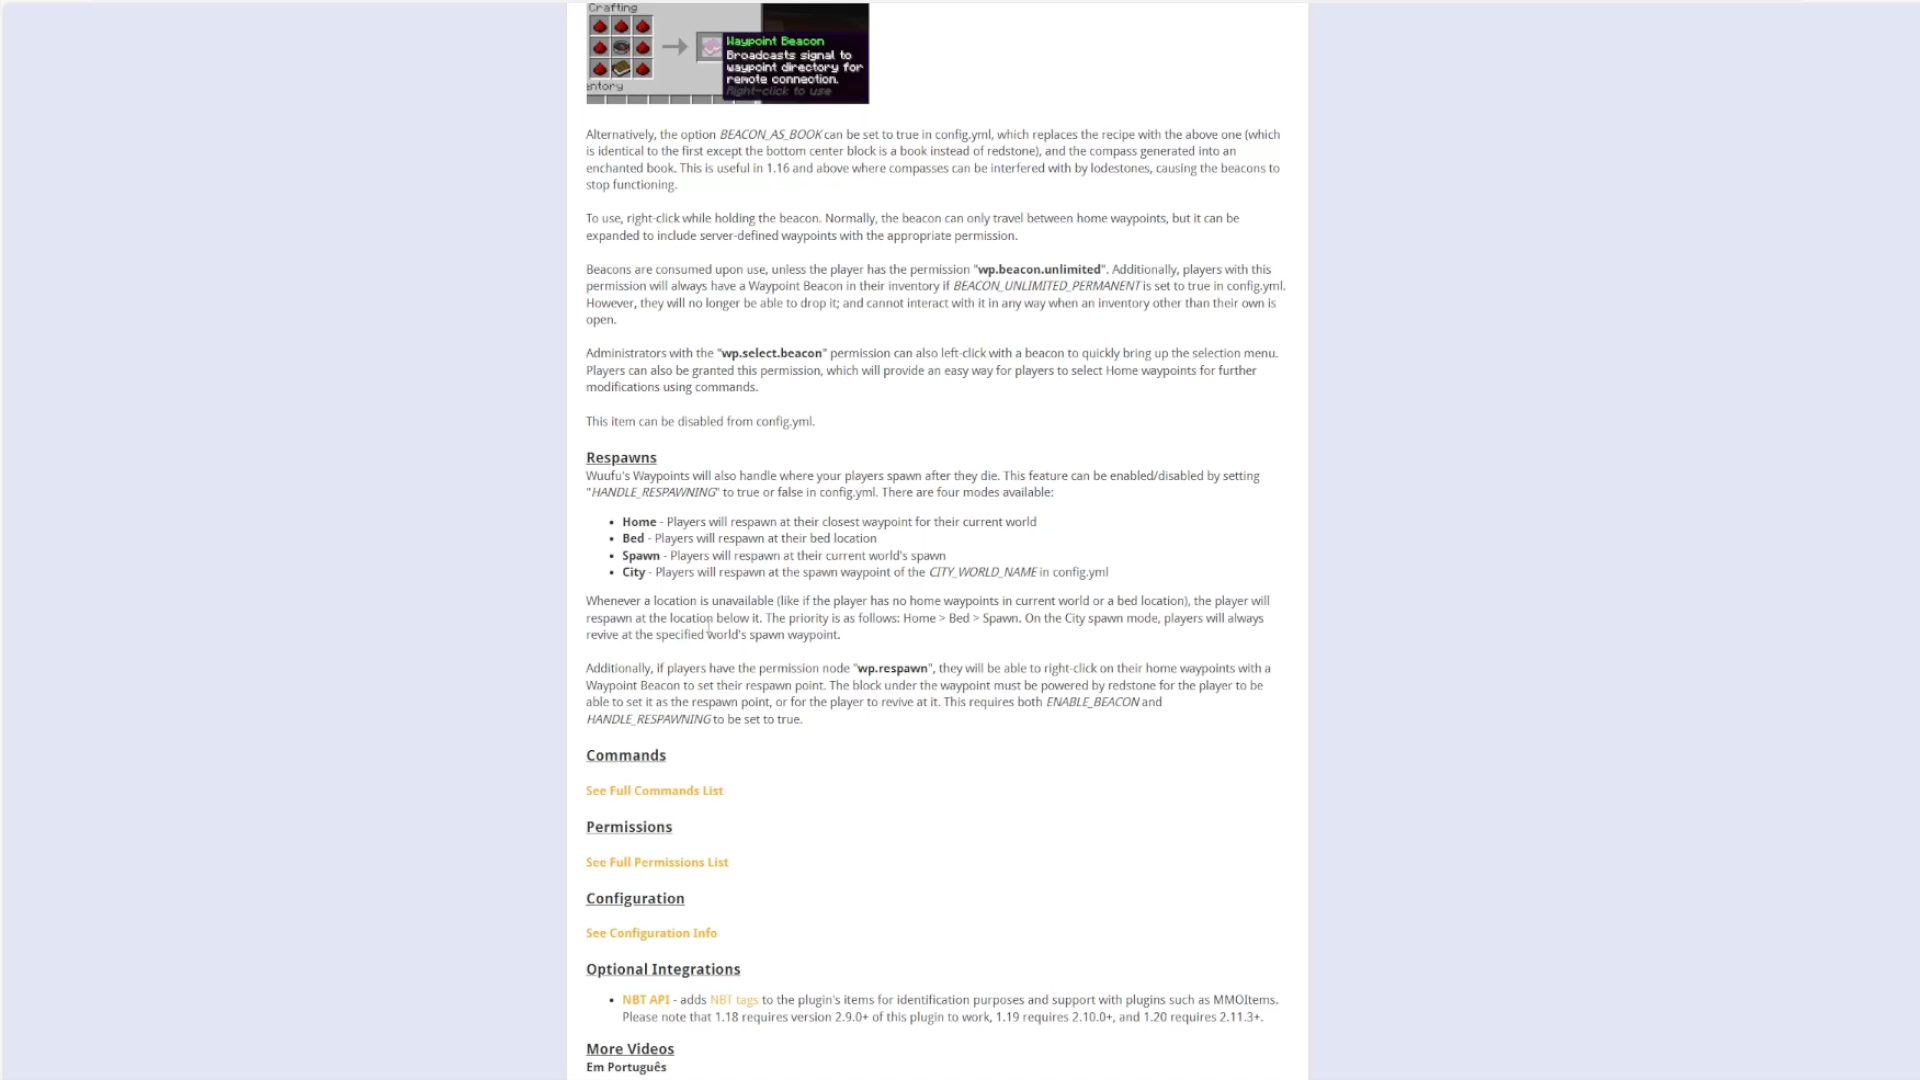 Crafting
Waypoint Beacon
Broadcasts signal to
waypoint directory for
remote connection.
Right-click to use
entory
Alternatively, the option BEACON_AS_BOOK can be set to true in config.yml, which replaces the recipe with the above one (which
is identical to the first except the bottom center block is a book instead of redstone), and the compass generated into an
enchanted book. This is useful in 1.16 and above where compasses can be interfered with by lodestones, causing the beacons to
stop functioning.
To use, right-click while holding the beacon. Normally, the beacon can only travel between home waypoints, but it can be
expanded to include server-defined waypoints with the appropriate permission.
Beacons are consumed upon use, unless the player has the permission "wp.beacon.unlimited". Additionally, players with this
permission will always have a Waypoint Beacon in their inventory if BEACON_UNLIMITED_PERMANENT is set to true in config.yml.
However, they will no longer be able to drop it; and cannot interact with it in any way when an inventory other than their own is
open.
Administrators with the "wp.select.beacon" permission can also left-click with a beacon to quickly bring up the selection menu.
Players can also be granted this permission, which will provide an easy way for players to select Home waypoints for further
modifications using commands.
This item can be disabled from config.yml.
Respawns
Wuufu's Waypoints will also handle where your players spawn after they die. This feature can be enabled/disabled by setting
"HANDLE_RESPAWNING" to true or false in config.yml. There are four modes available:
• Home - Players will respawn at their closest waypoint for their current world
• Bed - Players will respawn at their bed location
• Spawn - Players will respawn at their current world's spawn
• City - Players will respawn at the spawn waypoint of the CITY_WORLD_NAME in config.yml
Whenever a location is unavailable (like if the player has no home waypoints in current world or a bed location), the player will
respawn at the location below it. The priority is as follows: Home > Bed > Spawn. On the City spawn mode, players will always
revive at the specified world's spawn waypoint.
Additionally, if players have the permission node "wp.respawn", they will be able to right-click on their home waypoints with a
Waypoint Beacon to set their respawn point. The block under the waypoint must be powered by redstone for the player to be
able to set it as the respawn point, or for the player to revive at it. This requires both ENABLE_BEACON and
HANDLE_RESPAWNING to be set to true.
Commands
See Full Commands List
Permissions
See Full Permissions List
Configuration
See Configuration Info
Optional Integrations
• NBT API - adds NBT tags to the plugin's items for identification purposes and support with plugins such as MMOItems.
Please note that 1.18 requires version 2.9.0+ of this plugin to work, 1.19 requires 2.10.0+, and 1.20 requires 2.11.3+.
More Videos
Em Português